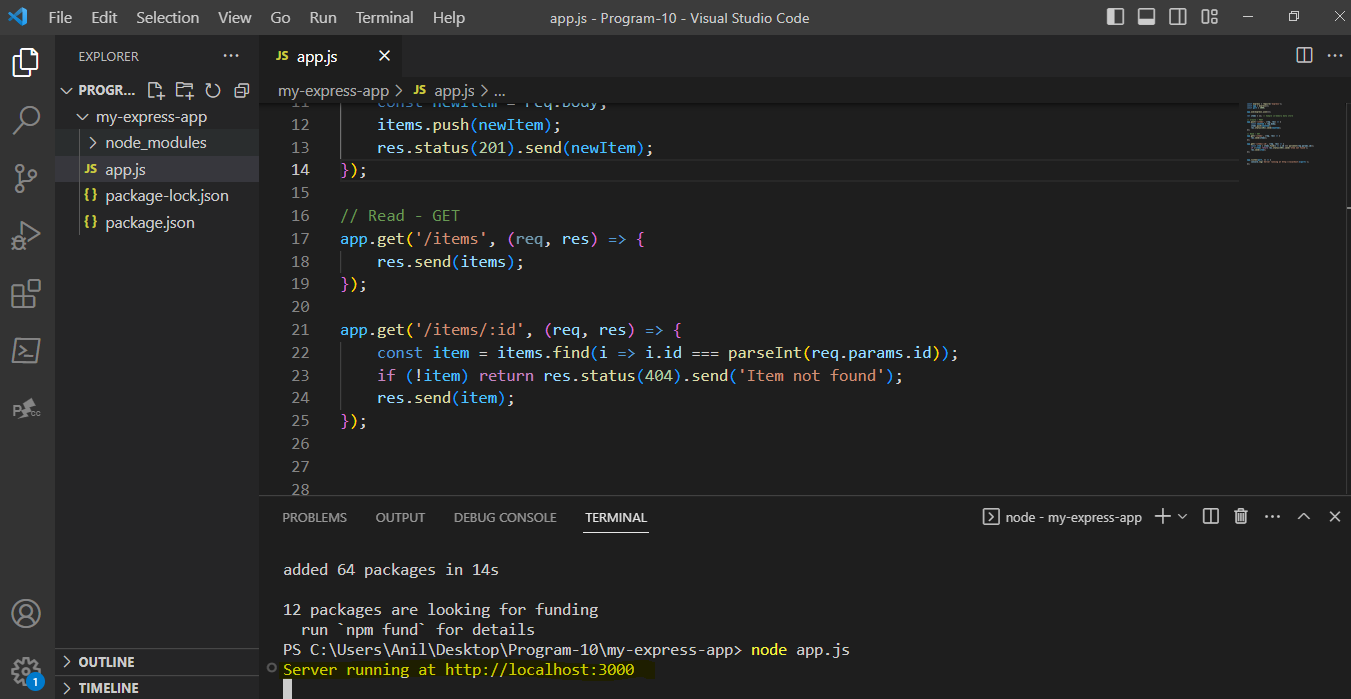 File Edit Selection View Go Run Terminal Help
app.js - Program-10 - Visual Studio Code
EXPLORER
PROGR...
my-express-app
node_modules
JS app.js
{} package-lock.json
{} package.json
OUTLINE
TIMELINE
1
JS app.js
my-express-app > JS app.js > ...
11 const newItem = req.body;
12 items.push(newItem);
13 res.status(201).send(newItem);
14 });
15
16 // Read - GET
17 app.get('/items', (req, res) => {
18 res.send(items);
19 });
20
21 app.get('/items/:id', (req, res) => {
22 const item = items.find(i => i.id === parseInt(req.params.id));
23 if (!item) return res.status(404).send('Item not found');
24 res.send(item);
25 });
26
27
28
PROBLEMS OUTPUT DEBUG CONSOLE TERMINAL
node - my-express-app
added 64 packages in 14s
12 packages are looking for funding
run `npm fund` for details
PS C:\Users\Anil\Desktop\Program-10\my-express-app> node app.js
Server running at http://localhost:3000